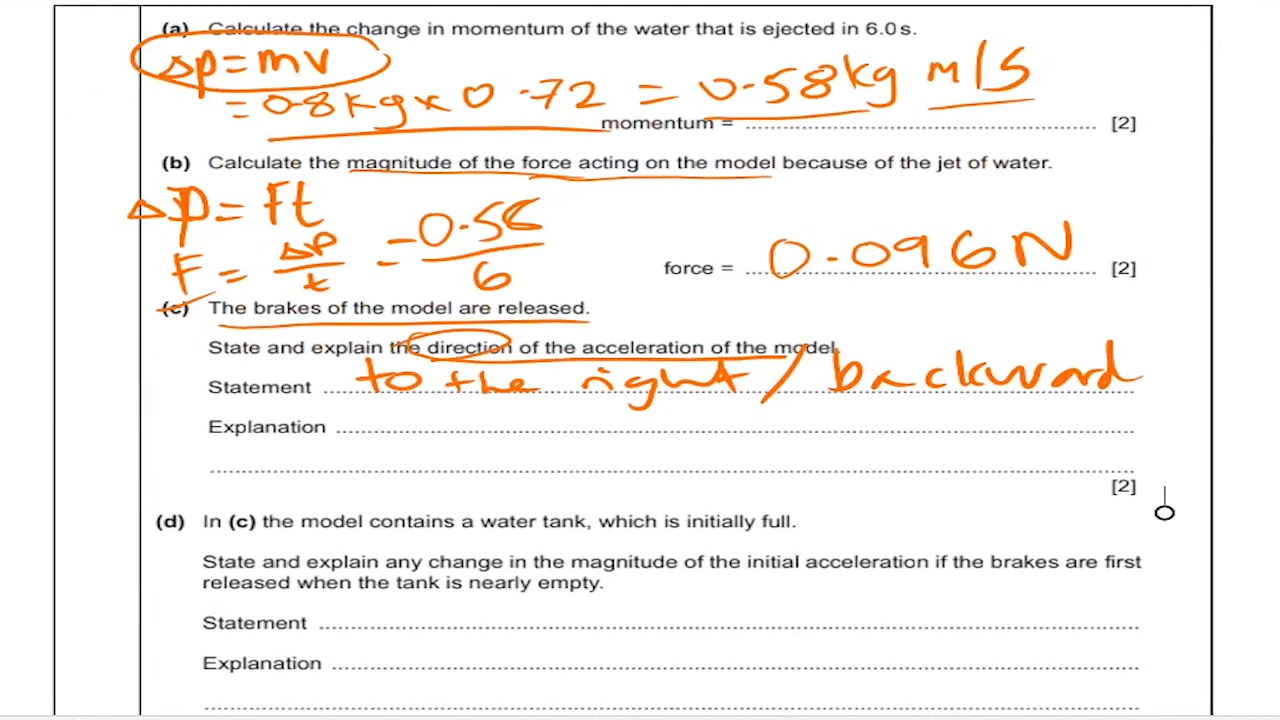 (a) Calculate the change in momentum of the water that is ejected in 6.0 s.
Δp = mv
= 0.8kg x 0.72 = 0.58kg m/s
momentum = .......... [2]
(b) Calculate the magnitude of the force acting on the model because of the jet of water.
Δp = Ft
F = Δp/t = 0.58/6
force = 0.096 N [2]
(c) The brakes of the model are released.
State and explain the direction of the acceleration of the model.
Statement to the right / backward
Explanation ..........
[2]
(d) In (c) the model contains a water tank, which is initially full.
State and explain any change in the magnitude of the initial acceleration if the brakes are first
released when the tank is nearly empty.
Statement ..........
Explanation ..........